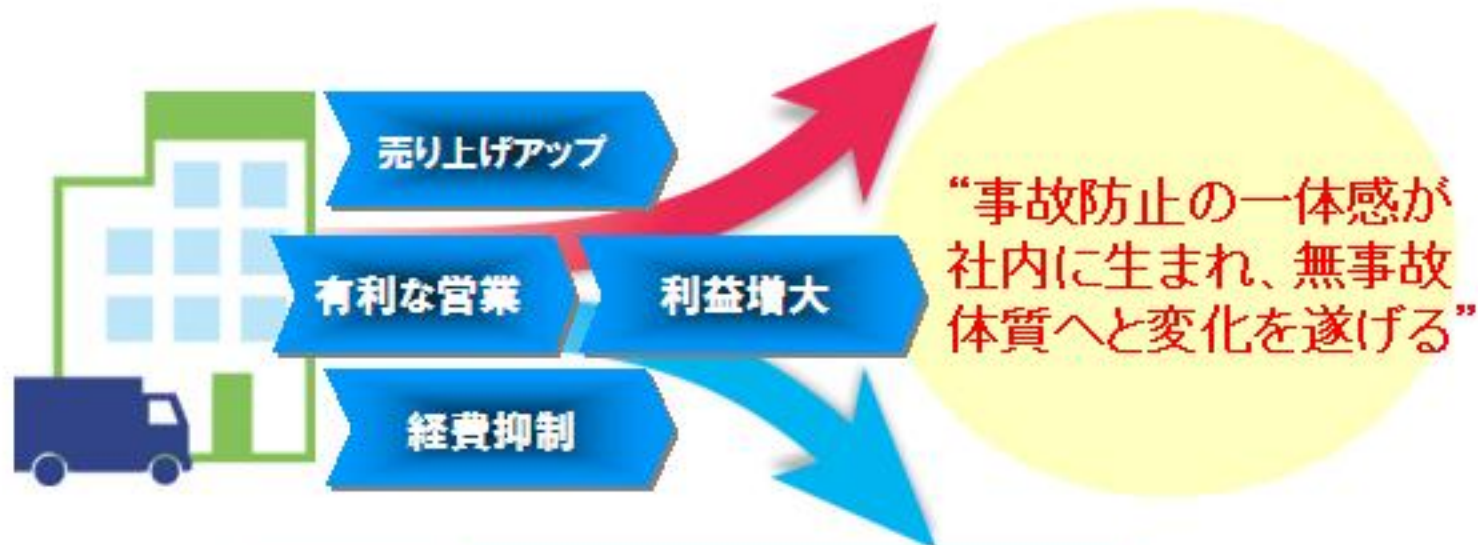 売り上げアップ
有利な営業
利益増大
経費抑制
“事故防止の一体感が
社内に生まれ、無事故
体質へと変化を遂げる”